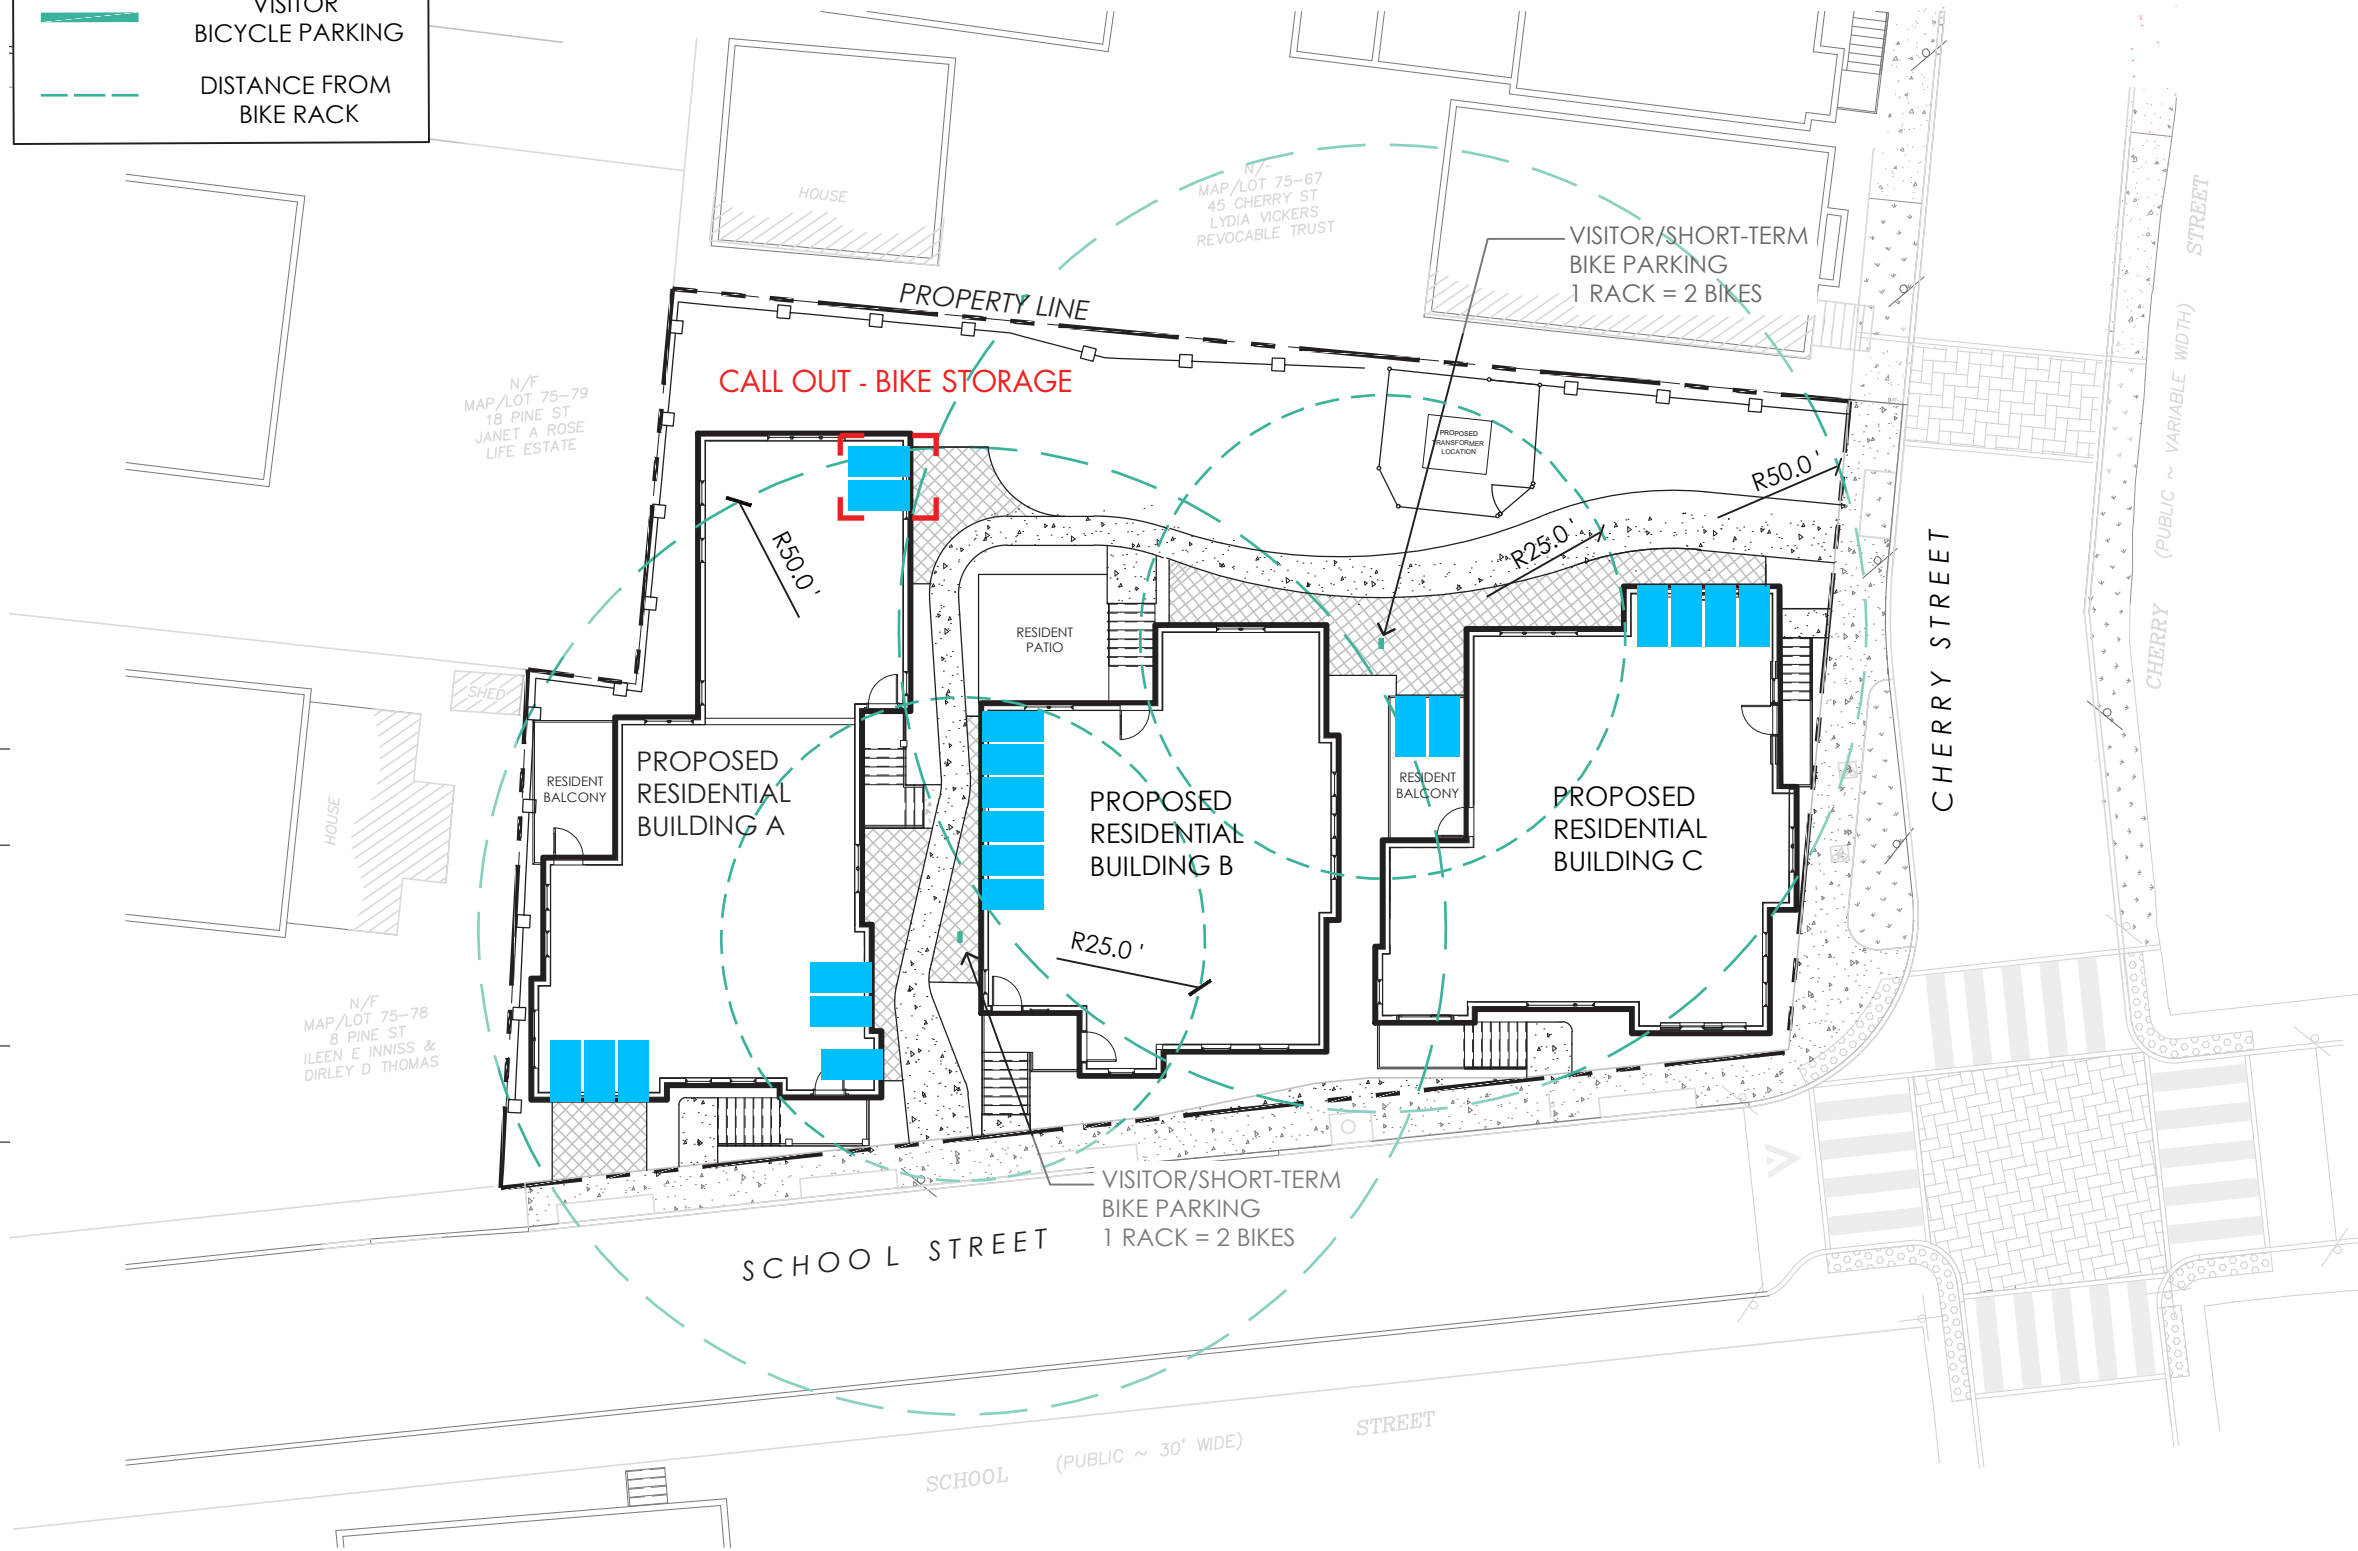 VISITOR
BICYCLE PARKING
DISTANCE FROM
BIKE RACK
HOUSE
N/-
MAP/LOT 75-67
45 CHERRY ST
LYDIA VICKERS
REVOCABLE TRUST
VISITOR/SHORT-TERM
BIKE PARKING
1 RACK = 2 BIKES
PROPERTY LINE
CALL OUT - BIKE STORAGE
N/F
MAP/LOT 75-79
18 PINE ST
JANET A ROSE
LIFE ESTATE
PROPOSED
TRANSFORMER
LOCATION
R50.0 '
R25.0 '
R50.0 '
STREET
(PUBLIC ~ VARIABLE WIDTH)
CHERRY
CHERRY STREET
RESIDENT
PATIO
SHED
HOUSE
RESIDENT
BALCONY
PROPOSED
RESIDENTIAL
BUILDING A
PROPOSED
RESIDENTIAL
BUILDING B
RESIDENT
BALCONY
PROPOSED
RESIDENTIAL
BUILDING C
R25.0 '
N/F
MAP/LOT 75-78
8 PINE ST
ILEEN E INNISS &
DIRLEY D THOMAS
VISITOR/SHORT-TERM
BIKE PARKING
1 RACK = 2 BIKES
SCHOOL STREET
SCHOOL (PUBLIC ~ 30' WIDE) STREET